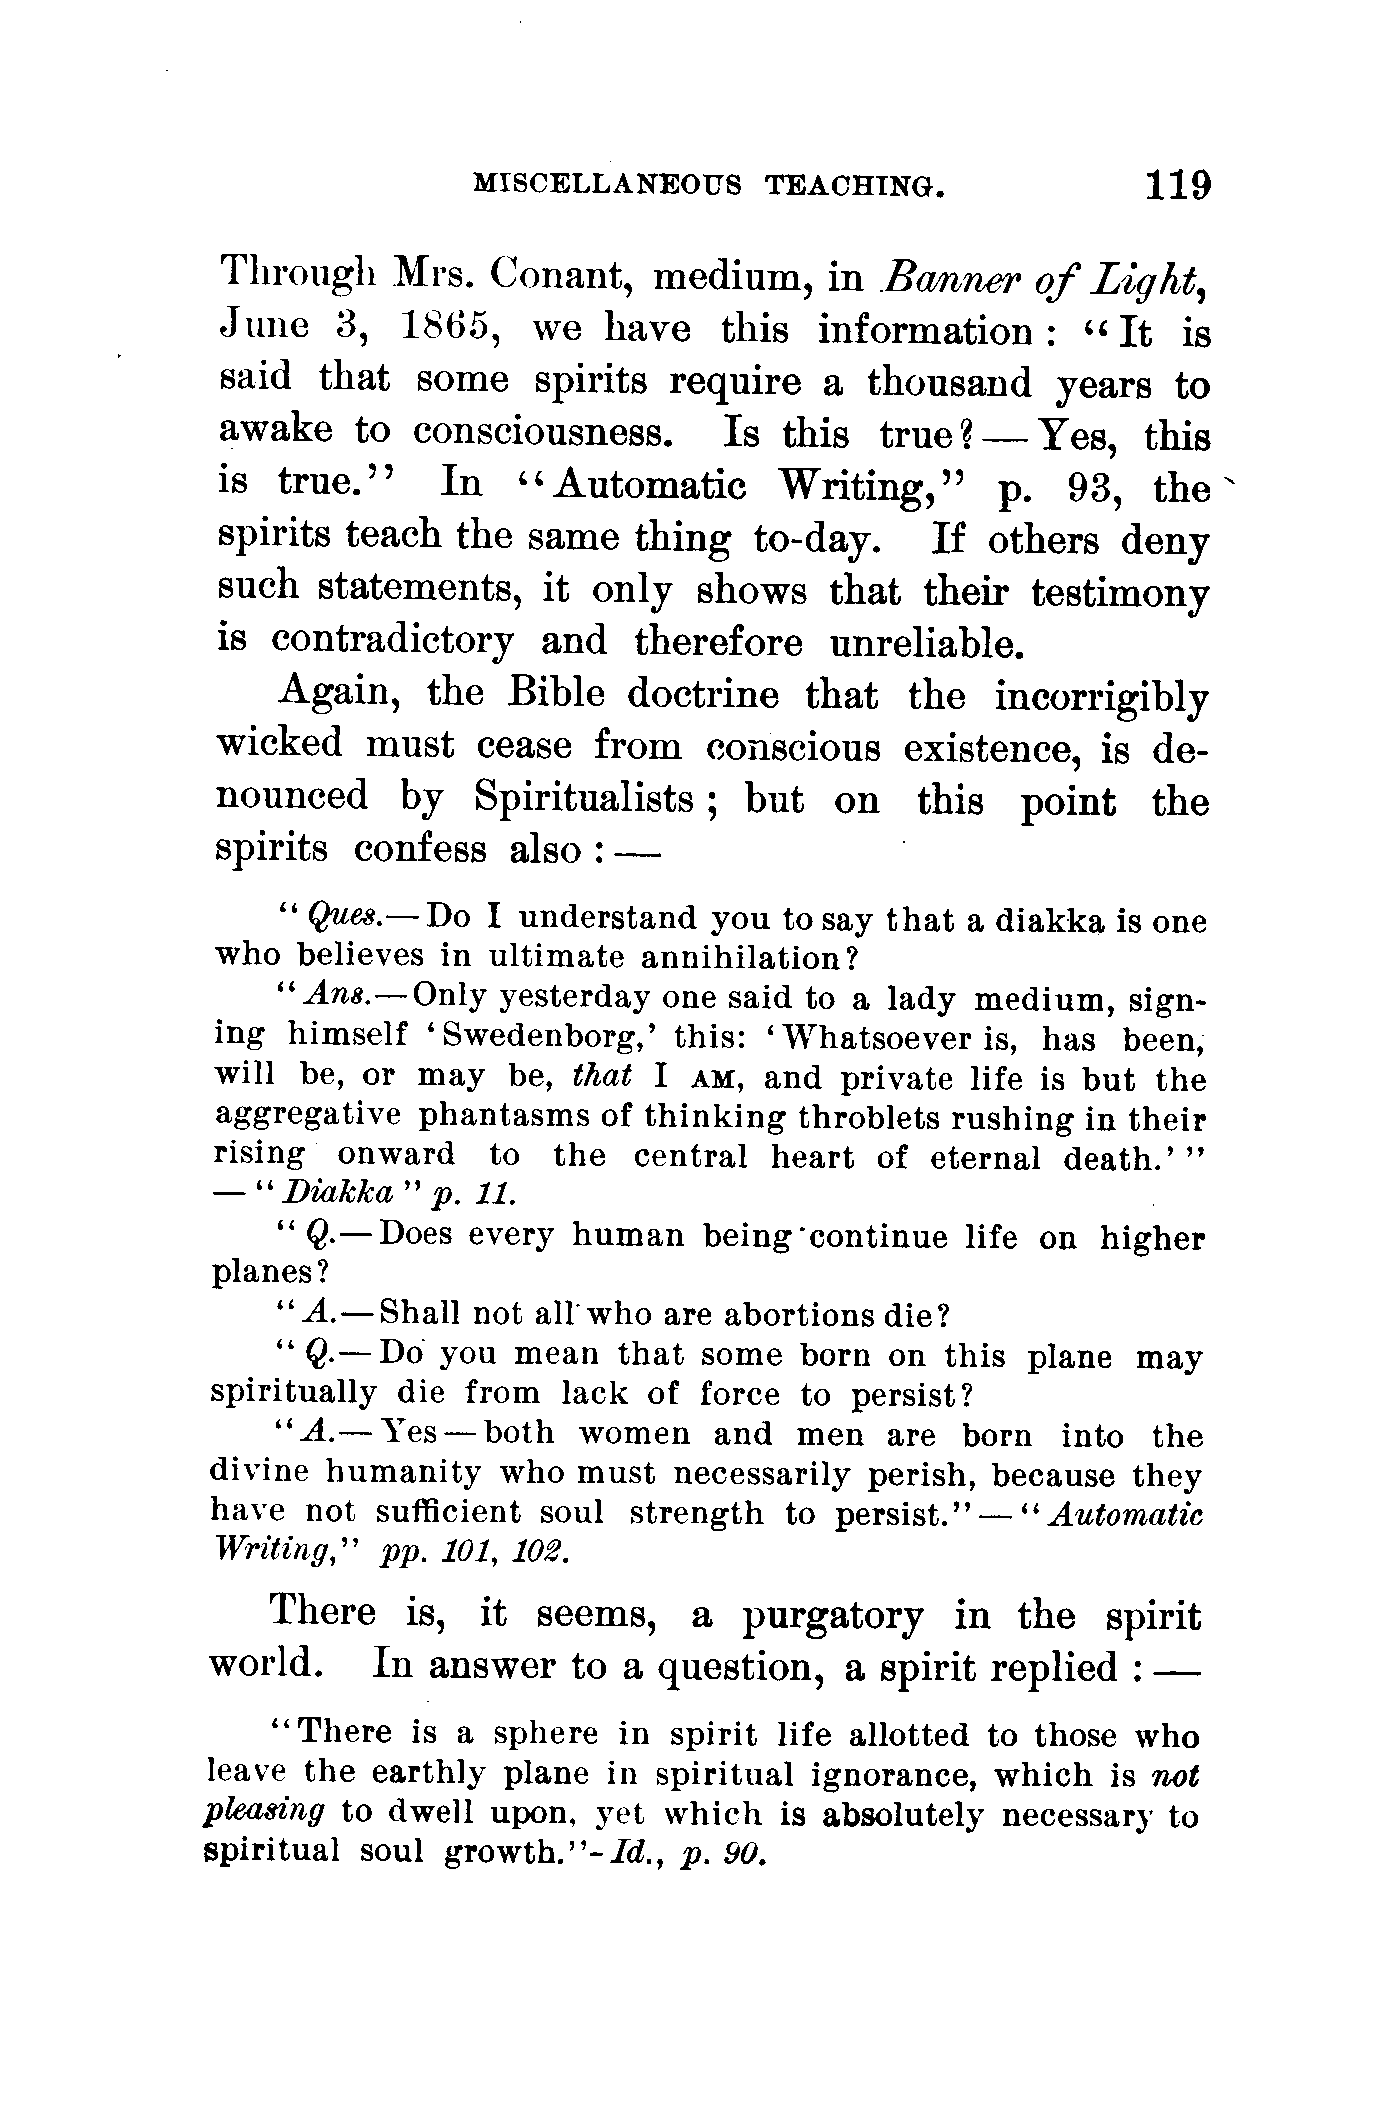 MISCELLANEOUS TEACHING. 119
Through Mrs. Conant, medium, in Banner of Light,
June 3, 1865, we have this information : “ It is
said that some spirits require a thousand years to
awake to consciousness. Is this true? — Yes, this
is true.” In “Automatic Writing,” p. 93, the
spirits teach the same thing to-day. If others deny
such statements, it only shows that their testimony
is contradictory and therefore unreliable.
Again, the Bible doctrine that the incorrigibly
wicked must cease from conscious existence, is de-
nounced by Spiritualists ; but on this point the
spirits confess also : —
“ Ques.— Do I understand you to say that a diakka is one
who believes in ultimate annihilation?
“ Ans.— Only yesterday one said to a lady medium, sign-
ing himself ‘Swedenborg,’ this: ‘Whatsoever is, has been,
will be, or may be, that I AM, and private life is but the
aggregative phantasms of thinking throblets rushing in their
rising onward to the central heart of eternal death.’ ”
— “ Diakka ” p. 11.
“ Q.— Does every human being continue life on higher
planes?
“ A.— Shall not all who are abortions die?
“ Q.— Do you mean that some born on this plane may
spiritually die from lack of force to persist?
“ A.— Yes — both women and men are born into the
divine humanity who must necessarily perish, because they
have not sufficient soul strength to persist.” — “ Automatic
Writing,” pp. 101, 102.
There is, it seems, a purgatory in the spirit
world. In answer to a question, a spirit replied : —
“There is a sphere in spirit life allotted to those who
leave the earthly plane in spiritual ignorance, which is not
pleasing to dwell upon, yet which is absolutely necessary to
spiritual soul growth.”- Id., p. 90.